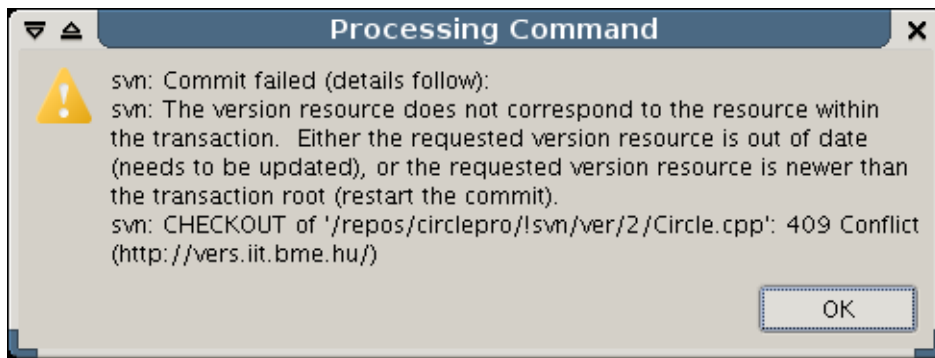 Processing Command
svn: Commit failed (details follow):
svn: The version resource does not correspond to the resource within
the transaction.  Either the requested version resource is out of date
(needs to be updated), or the requested version resource is newer than
the transaction root (restart the commit).
svn: CHECKOUT of '/repos/circlepro/!svn/ver/2/Circle.cpp': 409 Conflict
(http://vers.iit.bme.hu/)
OK